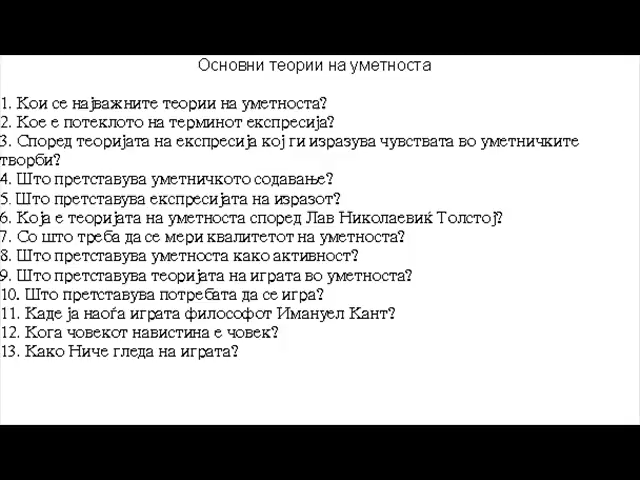 Основни теории на уметноста
1. Кои се најважните теории на уметноста?
2. Кое е потеклото на терминот експресија?
3. Според теоријата на експресија кој ги изразува чувствата во уметничките
творби?
4. Што претставува уметничкото содавање?
5. Што претставува експресијата на изразот?
6. Која е теоријата на уметноста според Лав Николаевиќ Толстој?
7. Со што треба да се мери квалитетот на уметноста?
8. Што претставува уметноста како активност?
9. Што претставува теоријата на играта во уметноста?
10. Што претставува потребата да се игра?
11. Каде ја наоѓа играта философот Имануел Кант?
12. Кога човекот навистина е човек?
13. Како Ниче гледа на играта?